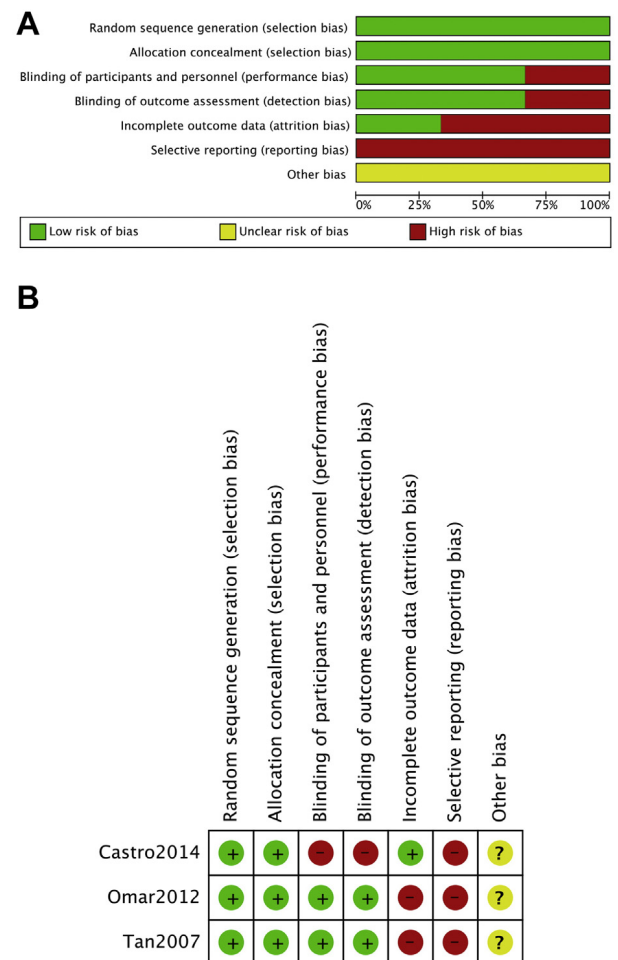 A
Random sequence generation (selection bias)
Allocation concealment (selection bias)
Blinding of participants and personnel (performance bias)
Blinding of outcome assessment (detection bias)
Incomplete outcome data (attrition bias)
Selective reporting (reporting bias)
Other bias
0% 25% 50% 75% 100%
Low risk of bias Unclear risk of bias High risk of bias
B
Random sequence generation (selection bias)
Allocation concealment (selection bias)
Blinding of participants and personnel (performance bias)
Blinding of outcome assessment (detection bias)
Incomplete outcome data (attrition bias)
Selective reporting (reporting bias)
Other bias
Castro2014 + + - - + - ?
Omar2012 + + + + - - ?
Tan2007 + + + + - - ?